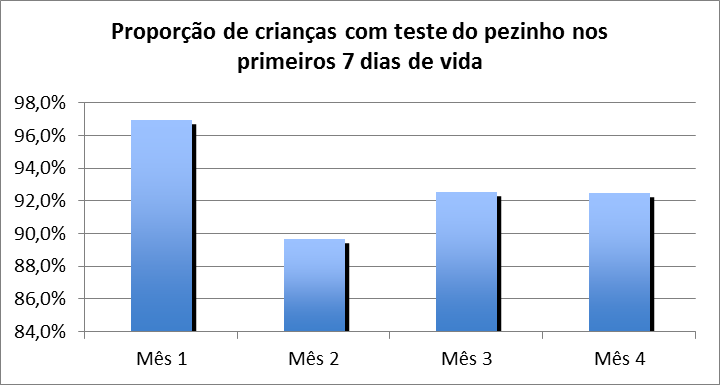 Proporção de crianças com teste do pezinho nos
primeiros 7 dias de vida
98,0%
96,0%
94,0%
92,0%
90,0%
88,0%
86,0%
84,0%
Mês 1 Mês 2 Mês 3 Mês 4